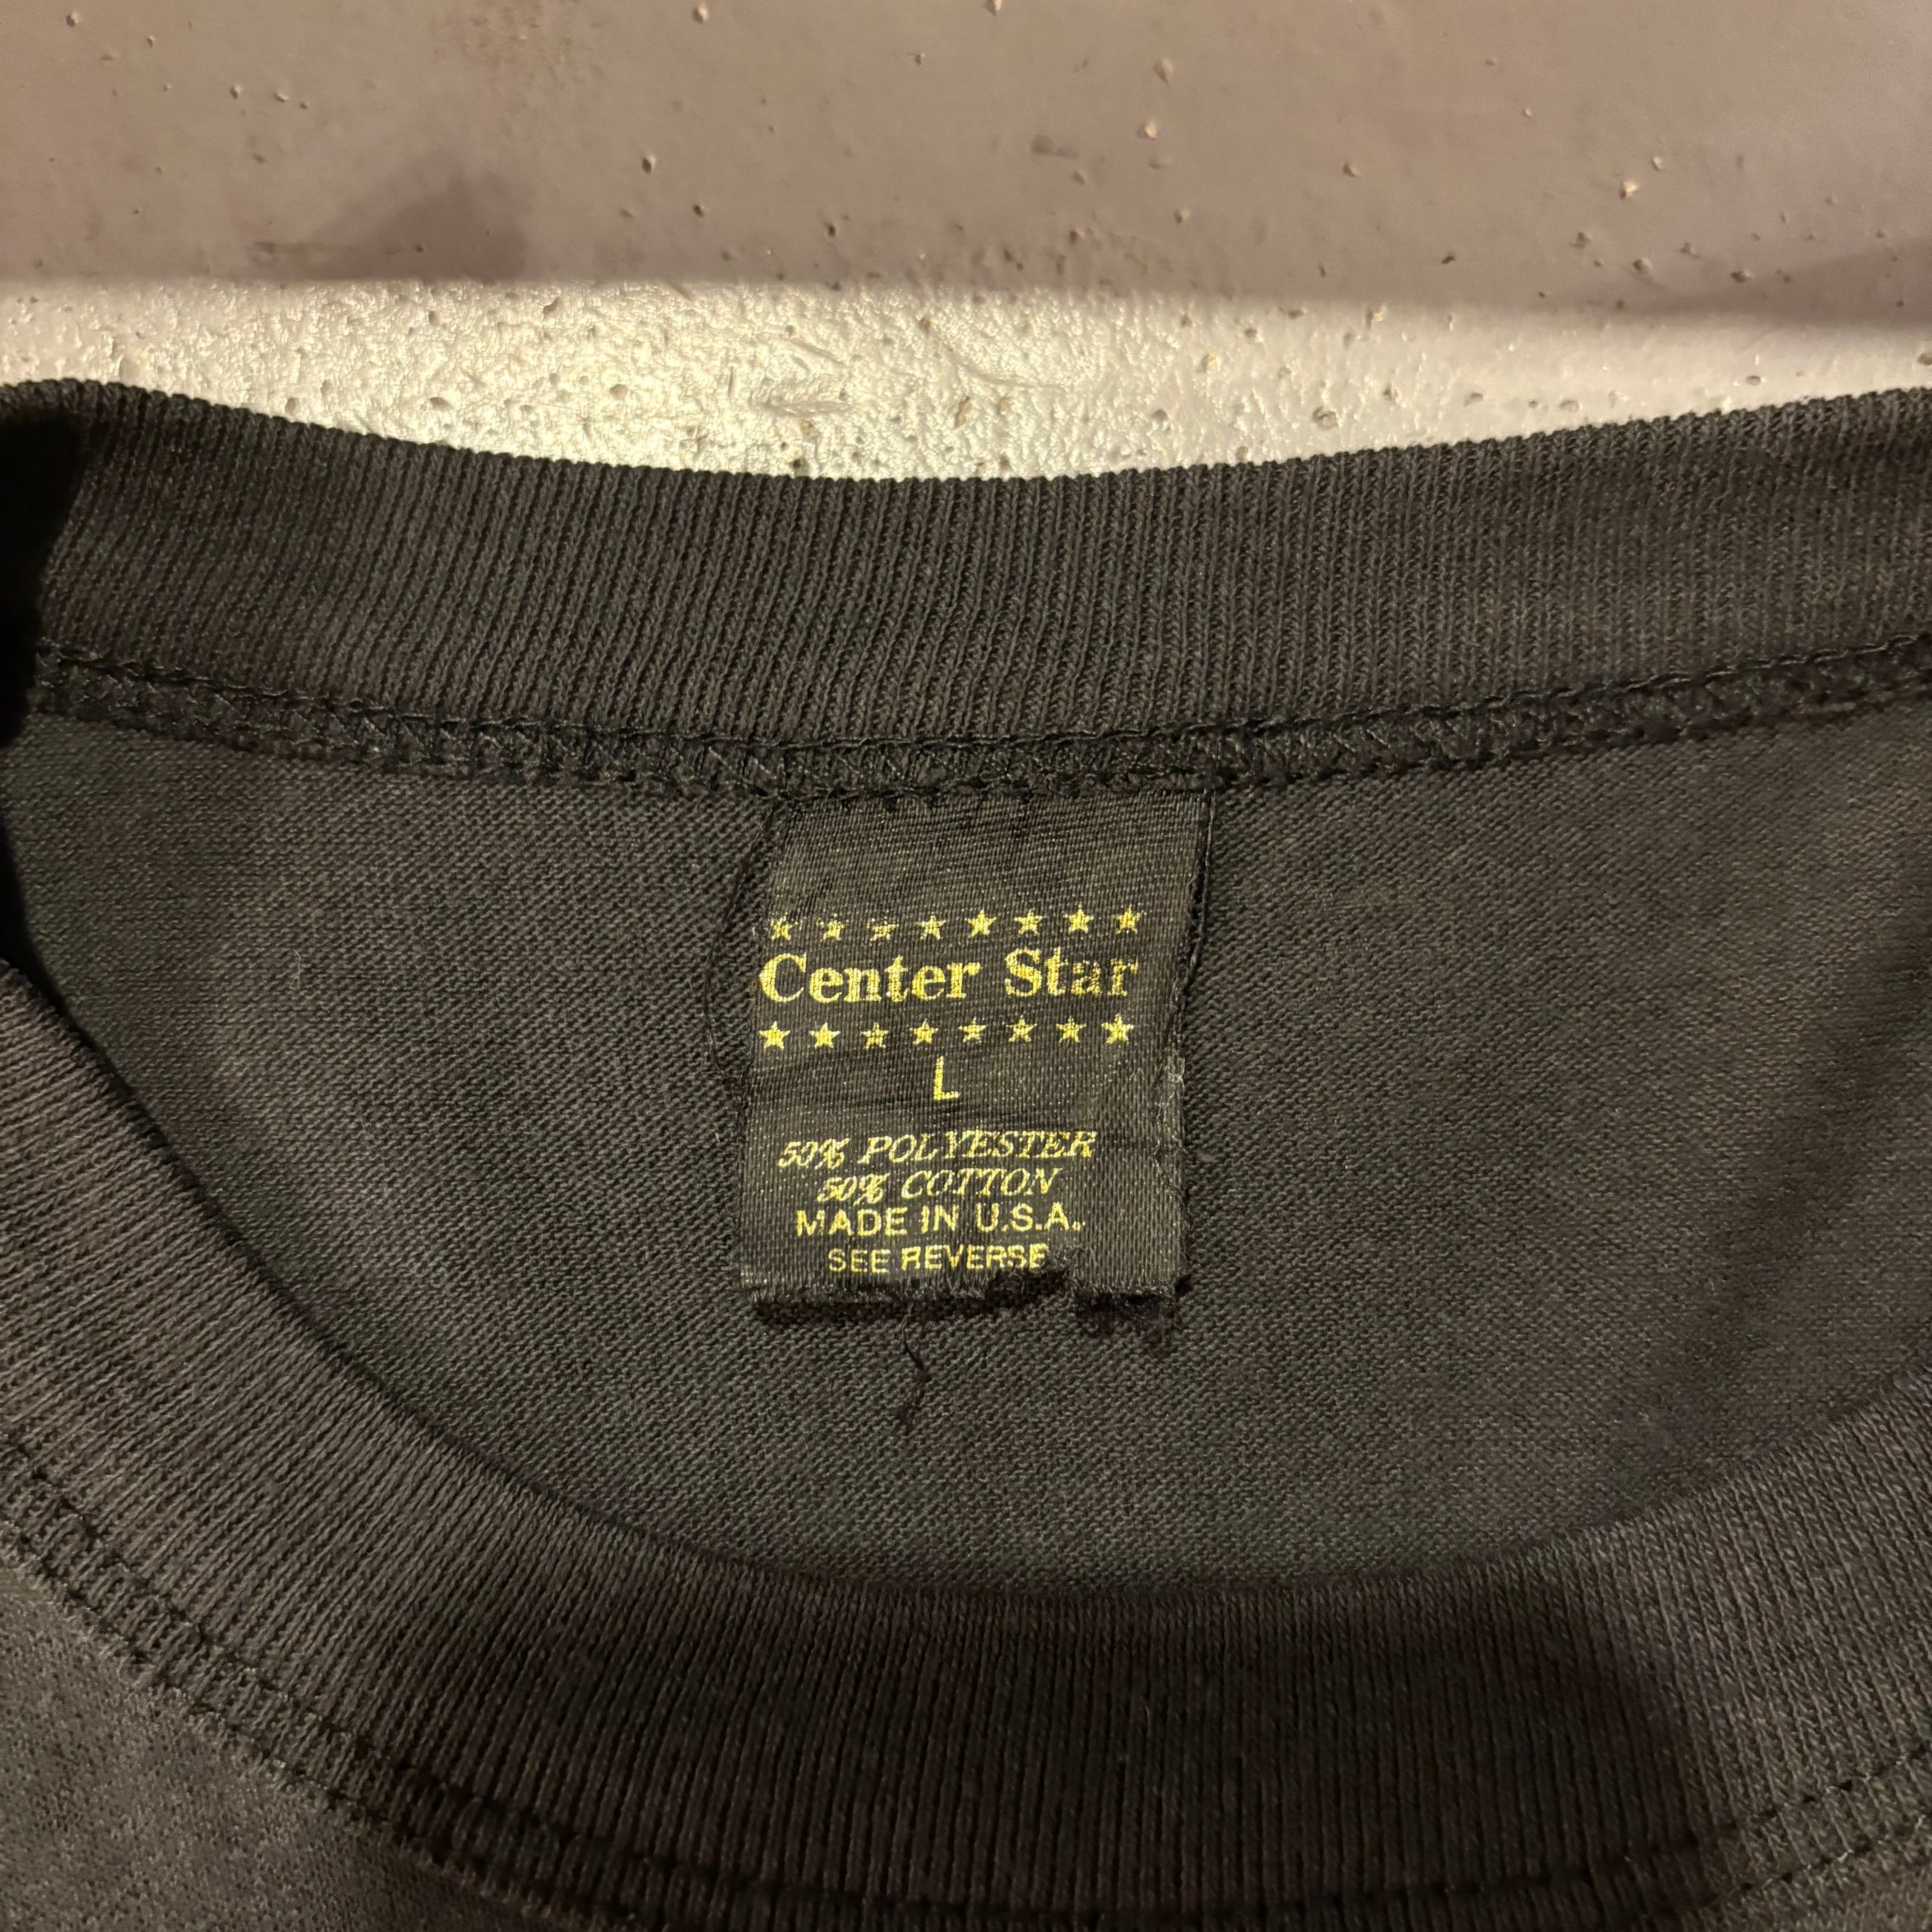 Center Star
L
50% POLYESTER
50% COTTON
MADE IN U.S.A.
SEE REVERSE